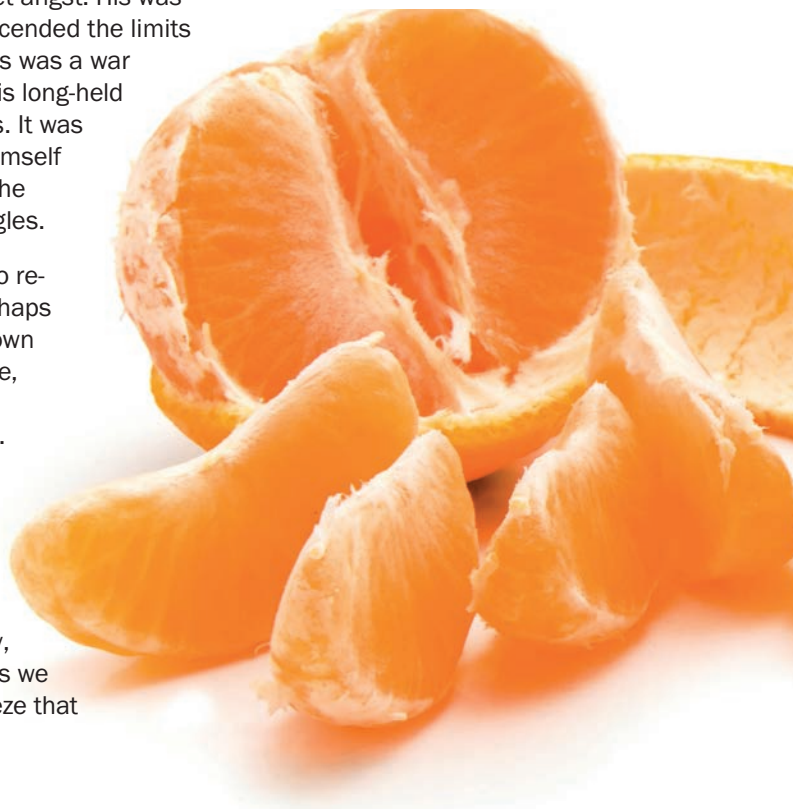 angst. His was
cended the limits
s was a war
is long-held
s. It was
mself
he
gles.
o re-
haps
own
e,
.
y,
s we
eze that